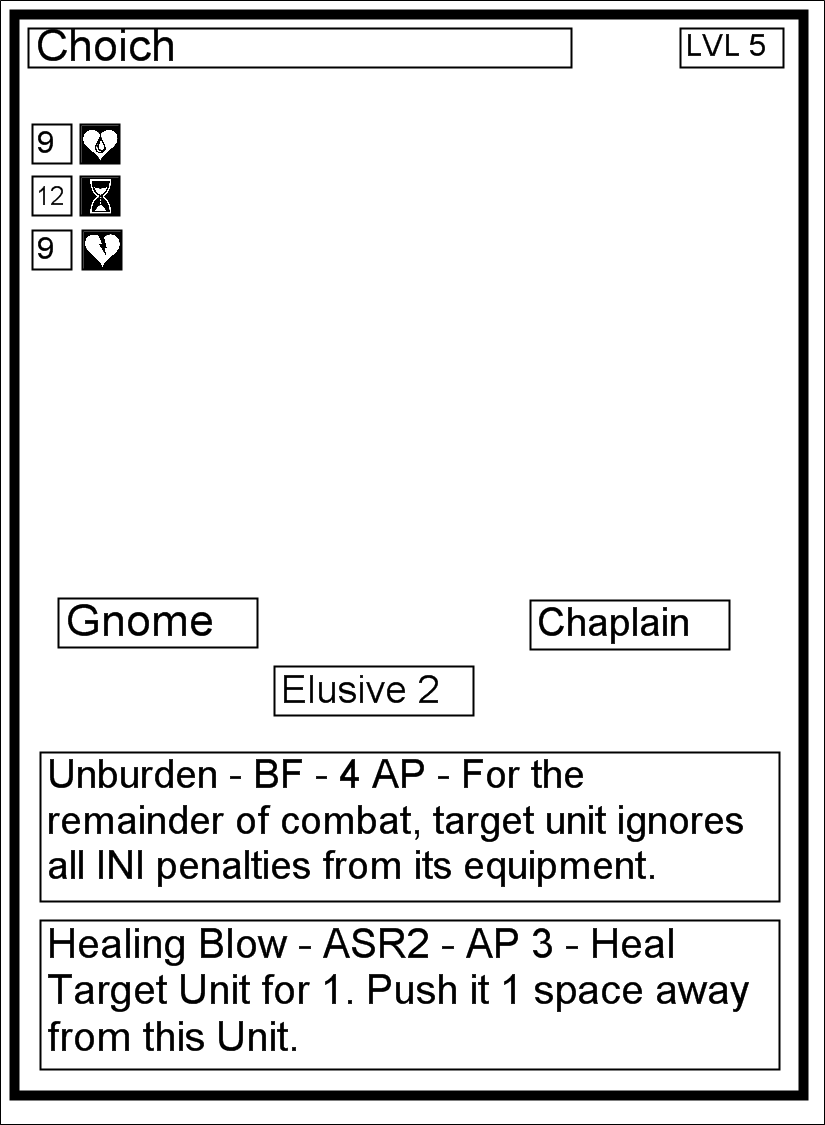 Choich
LVL 5
9
12
9
Gnome
Chaplain
Elusive 2
Unburden - BF - 4 AP - For the
remainder of combat, target unit ignores
all INI penalties from its equipment.
Healing Blow - ASR2 - AP 3 - Heal
Target Unit for 1. Push it 1 space away
from this Unit.